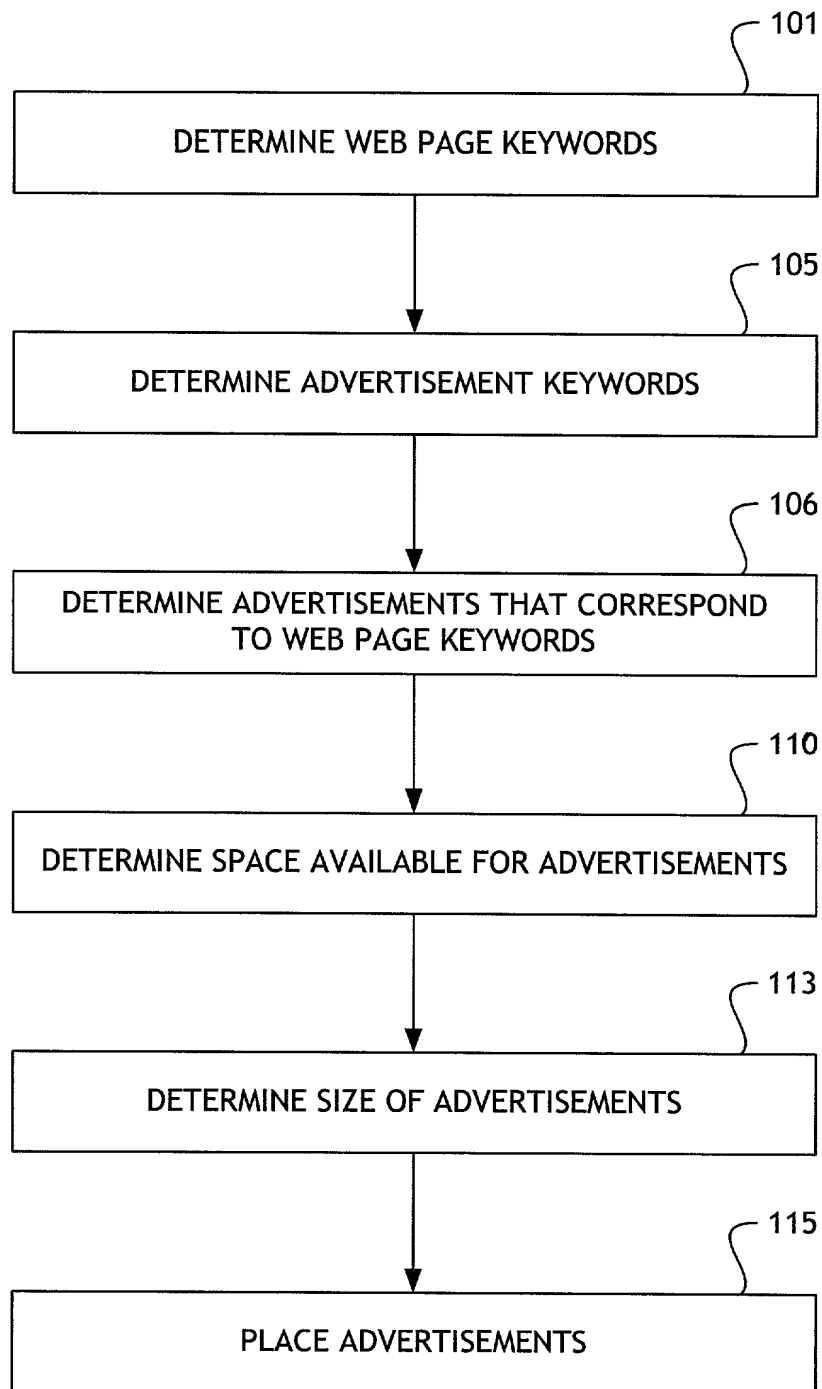 101
DETERMINE WEB PAGE KEYWORDS
105
DETERMINE ADVERTISEMENT KEYWORDS
106
DETERMINE ADVERTISEMENTS THAT CORRESPOND
TO WEB PAGE KEYWORDS
110
DETERMINE SPACE AVAILABLE FOR ADVERTISEMENTS
113
DETERMINE SIZE OF ADVERTISEMENTS
115
PLACE ADVERTISEMENTS